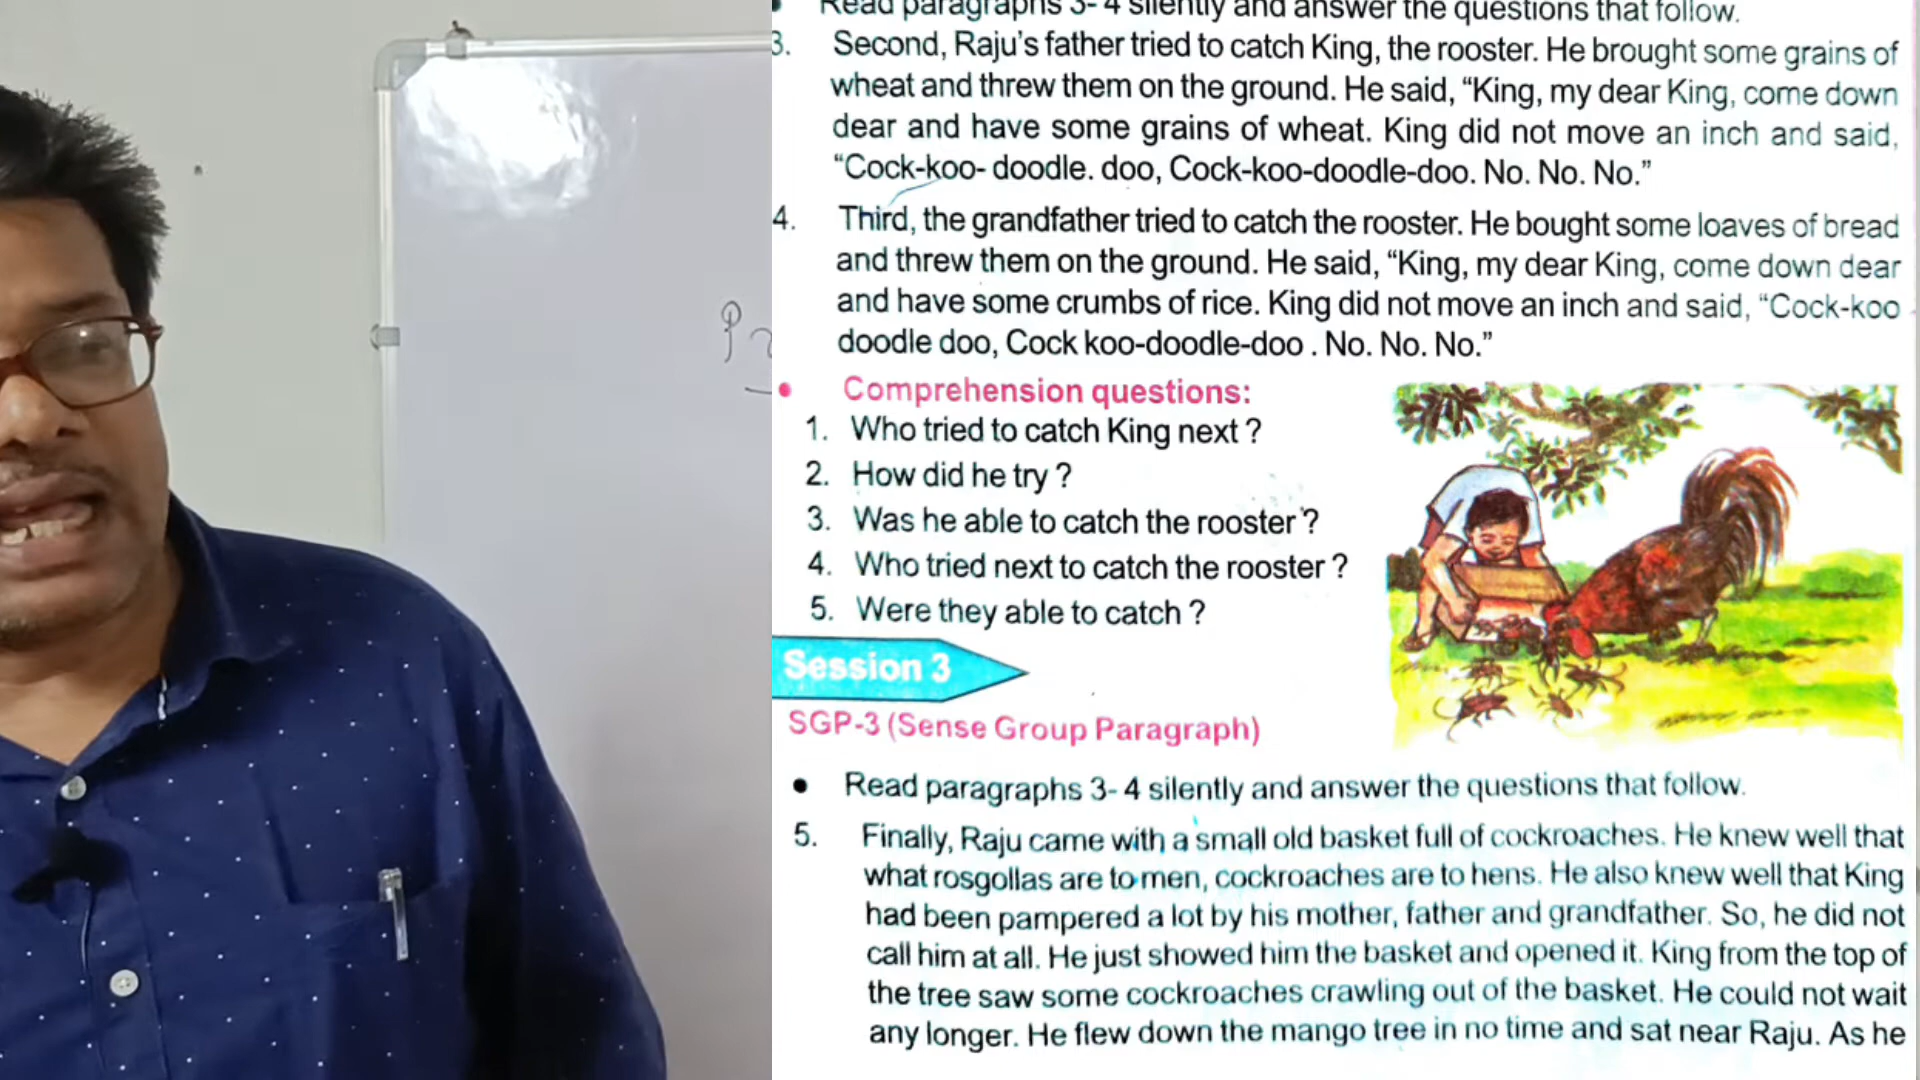 Read paragraphs 3- 4 silently and answer the questions that follow.
3. Second, Raju's father tried to catch King, the rooster. He brought some grains of
wheat and threw them on the ground. He said, “King, my dear King, come down
dear and have some grains of wheat. King did not move an inch and said,
“Cock-koo- doodle. doo, Cock-koo-doodle-doo. No. No. No.”
4. Third, the grandfather tried to catch the rooster. He bought some loaves of bread
and threw them on the ground. He said, “King, my dear King, come down dear
and have some crumbs of rice. King did not move an inch and said, “Cock-koo
doodle doo, Cock koo-doodle-doo . No. No. No.”
• Comprehension questions:
1. Who tried to catch King next ?
2. How did he try ?
3. Was he able to catch the rooster ?
4. Who tried next to catch the rooster ?
5. Were they able to catch ?
Session 3
SGP-3 (Sense Group Paragraph)
• Read paragraphs 3- 4 silently and answer the questions that follow.
5. Finally, Raju came with a small old basket full of cockroaches. He knew well that
what rosgollas are to men, cockroaches are to hens. He also knew well that King
had been pampered a lot by his mother, father and grandfather. So, he did not
call him at all. He just showed him the basket and opened it. King from the top of
the tree saw some cockroaches crawling out of the basket. He could not wait
any longer. He flew down the mango tree in no time and sat near Raju. As he